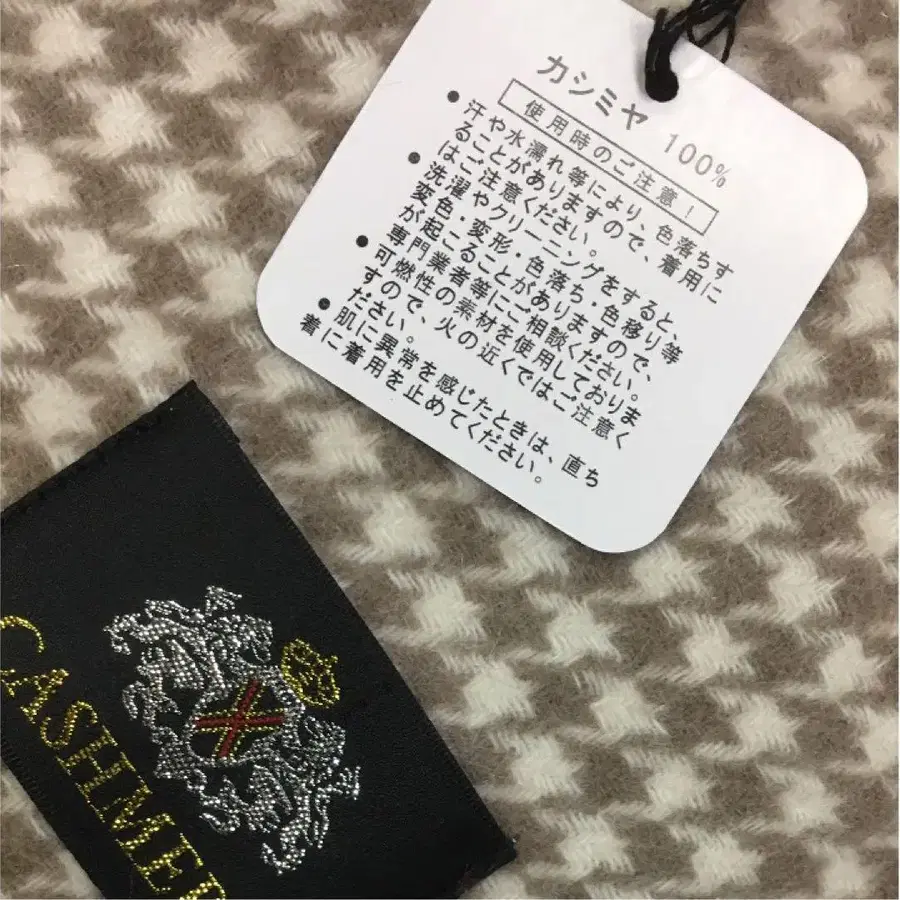 カシミヤ 100%
使用時のご注意!
●汗や水濡れ等により、色落ちす
ることがありますので、着用に
はご注意ください。
●洗濯やクリーニングをすると、
変色・変形・色落ち・色移り等
が起こることがありますので、
専門業者等にご相談ください。
●可燃性の素材を使用しておりま
すので、火の近くではご注意く
ださい。
●肌に異常を感じたときは、直ち
着に着用を止めてください。
CASHMER